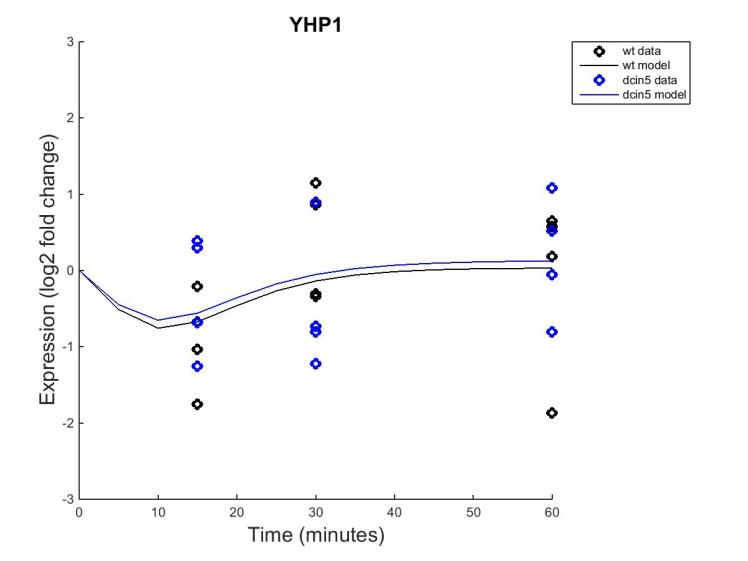 YHP1
3
2
1
0
-1
-2
-3
Expression (log2 fold change)
0 10 20 30 40 50 60
Time (minutes)
wt data
wt model
dcin5 data
dcin5 model